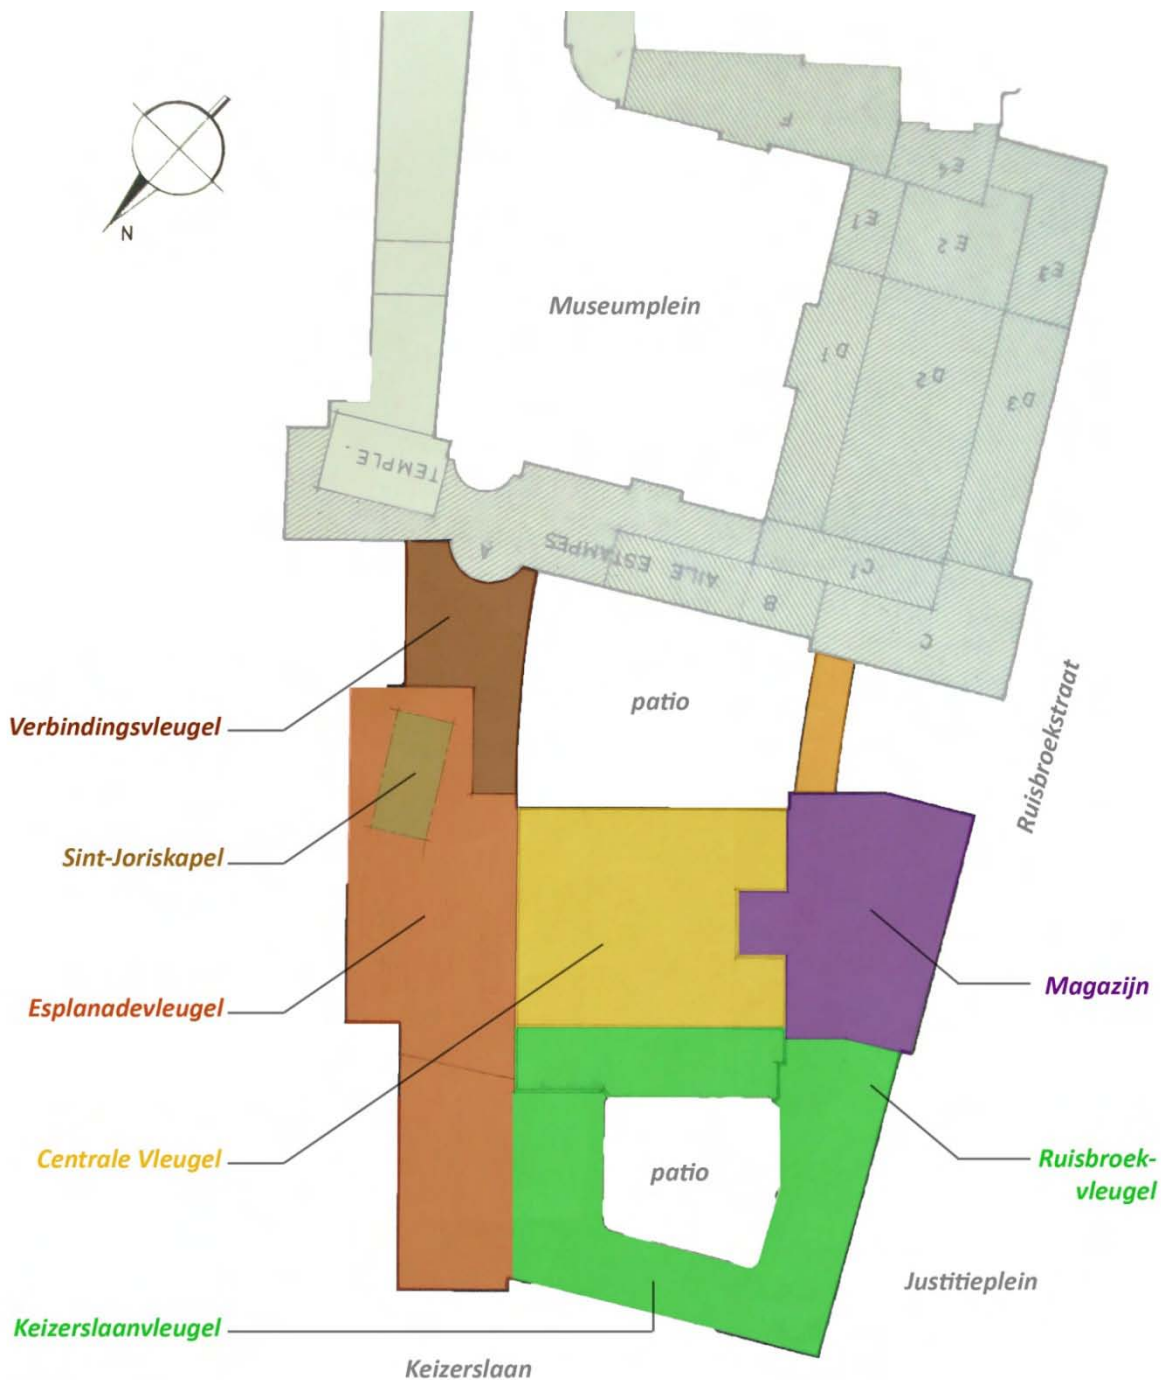 N
F
E4
E1
E2
E3
Museumplein
D1
D2
D3
TEMPLE.
A
AILE ESTAMPES
B
C1
C
patio
Ruisbroekstraat
Verbindingsvleugel
Sint-Joriskapel
Esplanadevleugel
Magazijn
Centrale Vleugel
patio
Ruisbroek-
vleugel
Justitieplein
Keizerslaanvleugel
Keizerslaan